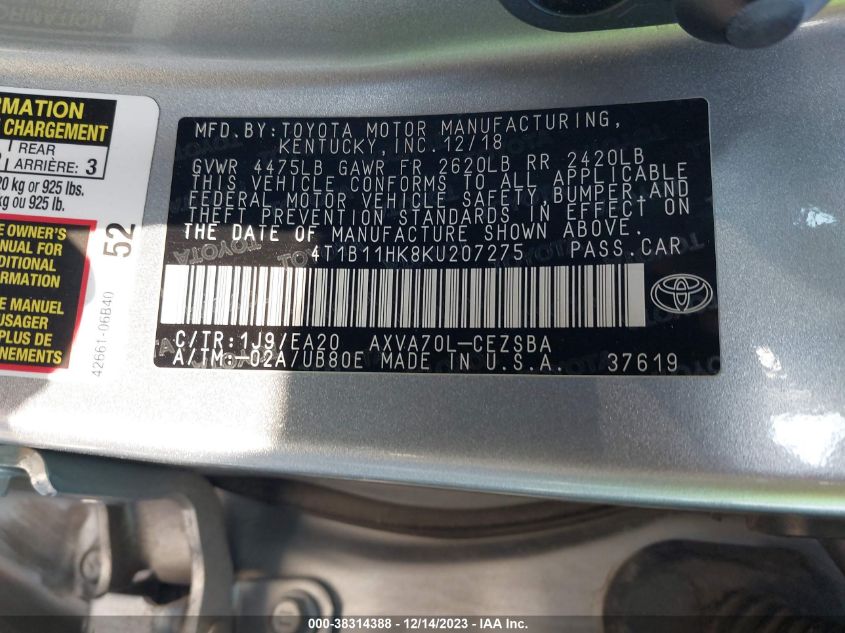 RMATION
CHARGEMENT
REAR
ARRIÈRE: 3
20 kg or 925 lbs.
kg ou 925 lb.
E OWNER'S
ANUAL FOR
DDITIONAL
FORMATION
E MANUEL
USAGER
PLUS DE
GNEMENTS
52
42661-06B40
MFD. BY: TOYOTA MOTOR MANUFACTURING,
KENTUCKY, INC. 12/18
GVWR 4475LB GAWR FR 2620LB RR 2420LB
THIS VEHICLE CONFORMS TO ALL APPLICABLE
FEDERAL MOTOR VEHICLE SAFETY, BUMPER, AND
THEFT PREVENTION STANDARDS IN EFFECT ON
THE DATE OF MANUFACTURE SHOWN ABOVE.
4T1B11HK8KU207275 PASS. CAR
C/TR: 1J9/EA20 AXVA70L-CEZSBA
A/TM: -02A/UB80E MADE IN U.S.A. 37619
000-38314388 - 12/14/2023 - IAA Inc.